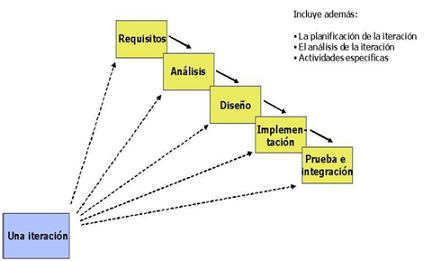 Incluye además:
• La planificación de la iteración
• El análisis de la iteración
• Actividades específicas
Requisitos
Análisis
Diseño
Implemen-
tación
Prueba e
integración
Una iteración